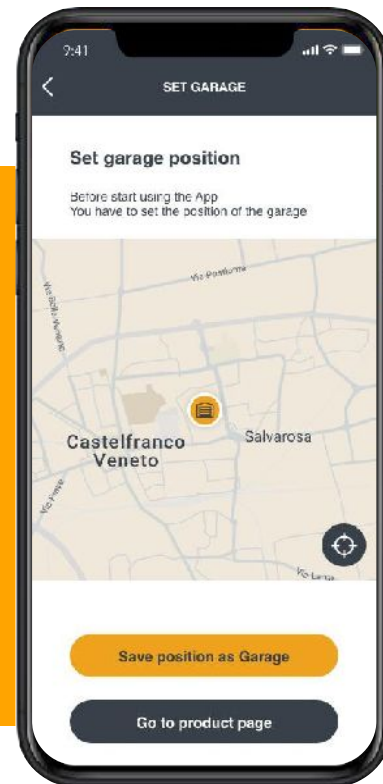 9:41
SET GARAGE
Set garage position
Before start using the App
You have to set the position of the garage
Via Postumia
Castelfranco
Veneto
Salvarosa
Save position as Garage
Go to product page